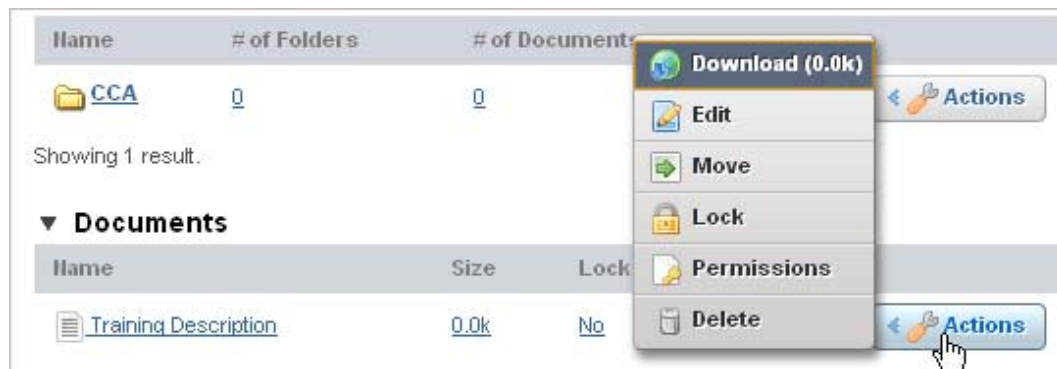 Name # of Folders # of Documents
CCA 0 0 Actions
Showing 1 result.
Documents
Name Size Lock
Training Description 0.0k No Actions
Download (0.0k)
Edit
Move
Lock
Permissions
Delete